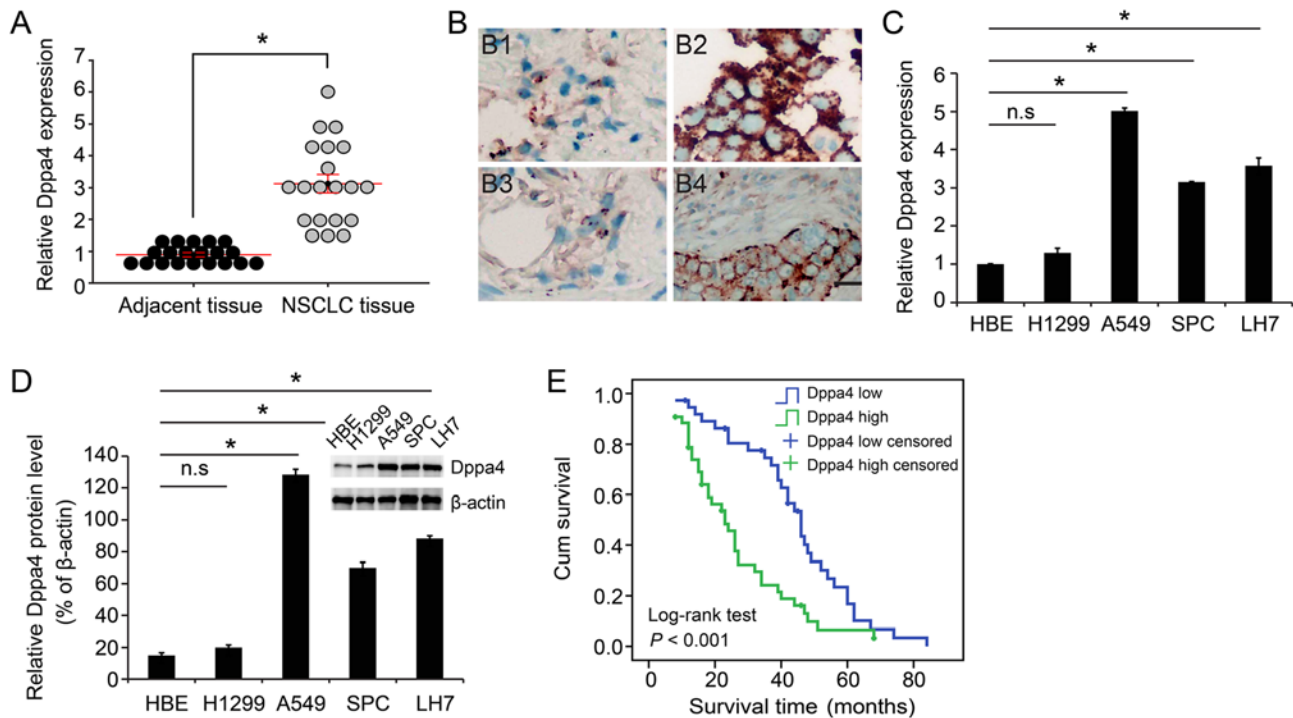 A
*
Relative Dppa4 expression
7
6
5
4
3
2
1
0
Adjacent tissue
NSCLC tissue
B
B1
B2
B3
B4
C
*
*
*
n.s
Relative Dppa4 expression
6
5
4
3
2
1
0
HBE H1299 A549 SPC LH7
D
*
*
*
n.s
Relative Dppa4 protein level
(% of β-actin)
140
120
100
80
60
40
20
0
HBE H1299 A549 SPC LH7
HBE H1299 A549 SPC LH7
Dppa4
β-actin
E
Cum survival
1.0
0.8
0.6
0.4
0.2
0.0
Dppa4 low
Dppa4 high
Dppa4 low censored
Dppa4 high censored
Log-rank test
P < 0.001
0 20 40 60 80
Survival time (months)